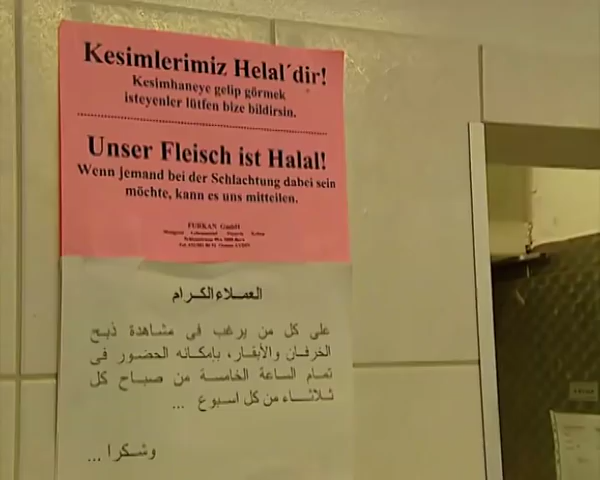 Kesimlerimiz Helal´dir!
Kesimhaneye gelip görmek
isteyenler lütfen bize bildirsin.
Unser Fleisch ist Halal!
Wenn jemand bei der Schlachtung dabei sein
möchte, kann es uns mitteilen.
FURKAN GmbH
العملاء الكرام
على كل من يرغب فى مشاهدة ذبح
الخرفان والأبقار، بإمكانه الحضور فى
تمام الساعة الخامسة من صباح كل
ثلاثاء من كل اسبوع ...
وشكرا ...